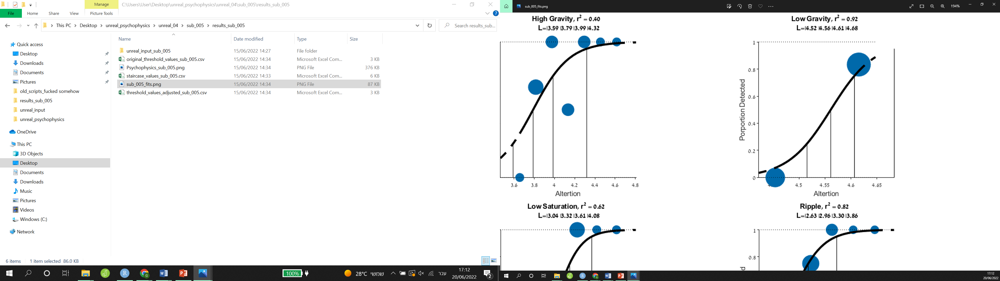 Manage
C:\Users\User\Desktop\unreal_psychophysics\unreal_04\sub_005\results_sub_005
File
Home
Share
View
Picture Tools
This PC
Desktop
unreal_psychophysics
unreal_04
sub_005
results_sub_005
Search results_sub...
Name
Date modified
Type
Size
Quick access
Desktop
Downloads
Documents
Pictures
old_scripts_fucked somehow
results_sub_005
unreal_input
unreal_psychophysics
OneDrive
This PC
3D Objects
Desktop
Documents
Downloads
Music
Pictures
Videos
Windows (C:)
Network
unreal_input_sub_005 15/06/2022 14:27 File folder
original_threshold_values_sub_005.csv 15/06/2022 14:34 Microsoft Excel Com... 3 KB
Psychophysics_sub_005.png 15/06/2022 14:34 PNG File 376 KB
staircase_values_sub_005.csv 15/06/2022 14:33 Microsoft Excel Com... 6 KB
sub_005_fits.png 15/06/2022 14:34 PNG File 87 KB
threshold_values_adjusted_sub_005.csv 15/06/2022 14:34 Microsoft Excel Com... 3 KB
6 items 1 item selected 86.0 KB
100%
28°C שמשי
עבר
17:12
20/06/2022
2
sub_005_fits.png
194%
High Gravity, r² = 0.40
L=|3.59 |3.79 |3.99 |4.32
3.6 3.8 4 4.2 4.4 4.6 4.8
Altertion
Low Gravity, r² = 0.92
L=|4.52 |4.56 |4.61 |4.68
Porportion Detected
1
0.8
0.6
0.4
0.2
0
4.5 4.55 4.6 4.65
Altertion
Low Saturation, r² = 0.62
L=|3.04 |3.32 |3.61 |4.08
Ripple, r² = 0.82
L=|2.63 |2.96 |3.30 |3.86
1
0.8
17:12
20/06/2022